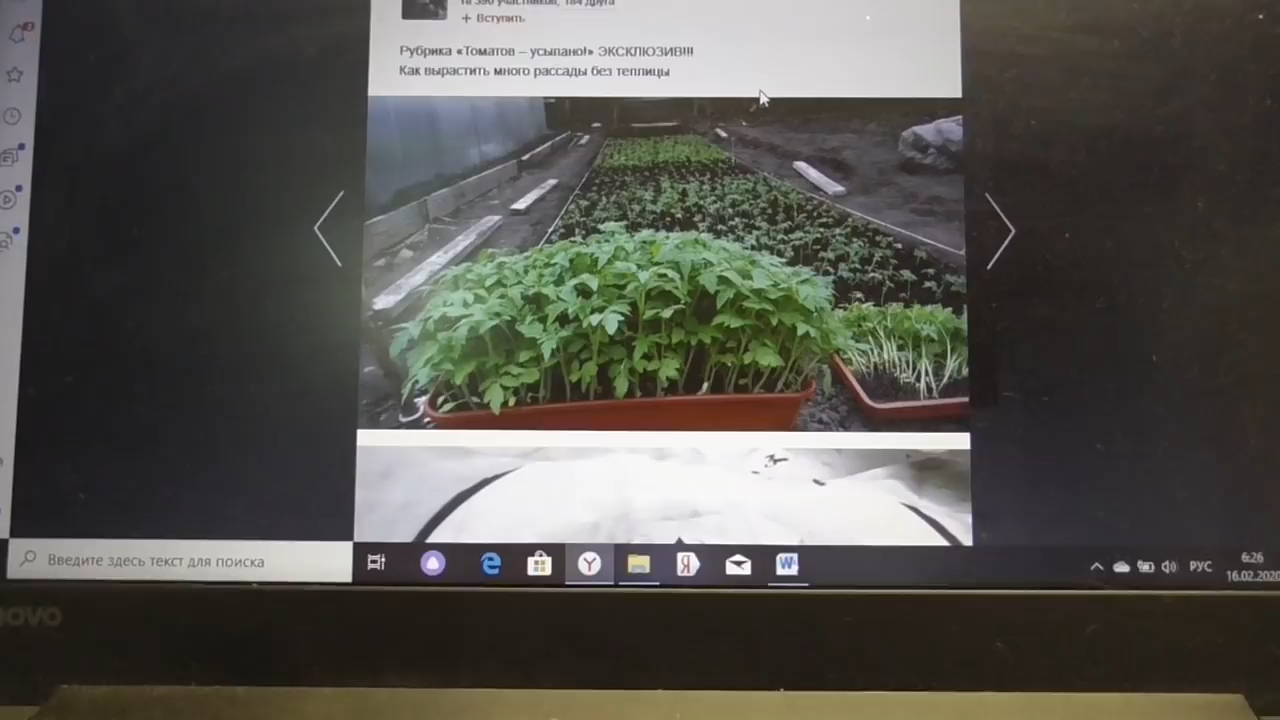 + Вступить
Рубрика «Томатов – усыпано!» ЭКСКЛЮЗИВ!!!
Как вырастить много рассады без теплицы
Введите здесь текст для поиска
РУС
6:26
16.02.2020